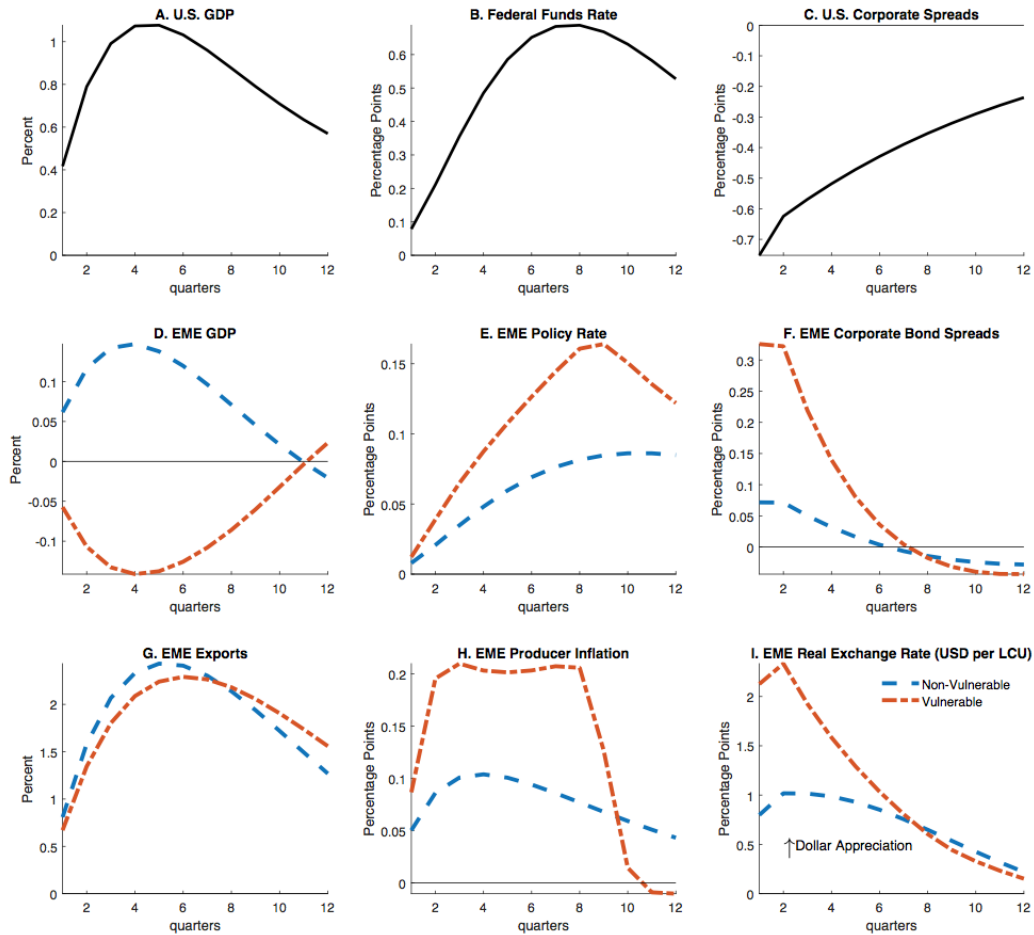 A. U.S. GDP
Percent
1
0.8
0.6
0.4
0.2
0
2 4 6 8 10 12
quarters
B. Federal Funds Rate
Percentage Points
0.6
0.5
0.4
0.3
0.2
0.1
0
2 4 6 8 10 12
quarters
C. U.S. Corporate Spreads
Percentage Points
0
-0.1
-0.2
-0.3
-0.4
-0.5
-0.6
-0.7
2 4 6 8 10 12
quarters
D. EME GDP
Percent
0.1
0.05
0
-0.05
-0.1
2 4 6 8 10 12
quarters
E. EME Policy Rate
Percentage Points
0.15
0.1
0.05
0
2 4 6 8 10 12
quarters
F. EME Corporate Bond Spreads
Percentage Points
0.3
0.25
0.2
0.15
0.1
0.05
0
2 4 6 8 10 12
quarters
G. EME Exports
Percent
2
1.5
1
0.5
0
2 4 6 8 10 12
quarters
H. EME Producer Inflation
Percentage Points
0.2
0.15
0.1
0.05
0
2 4 6 8 10 12
quarters
I. EME Real Exchange Rate (USD per LCU)
Percentage Points
2
1.5
1
0.5
0
Non-Vulnerable
Vulnerable
↑Dollar Appreciation
2 4 6 8 10 12
quarters